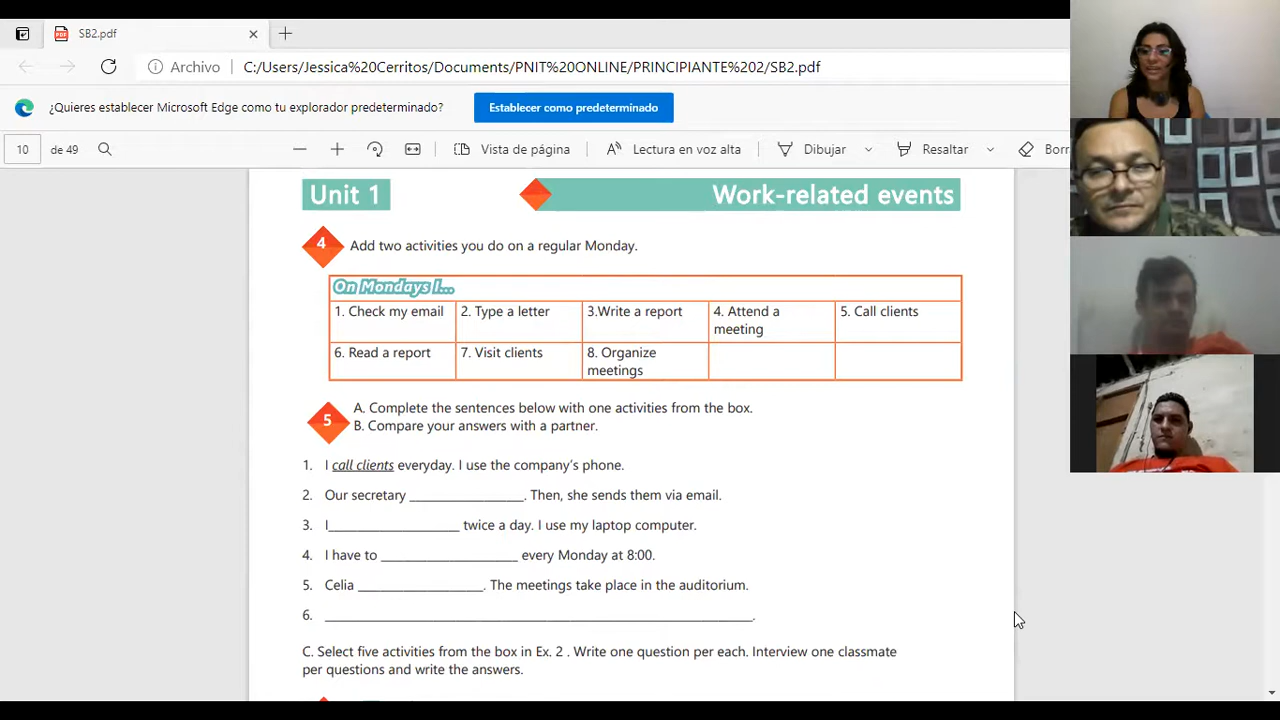 SB2.pdf
Archivo C:/Users/Jessica%20Cerritos/Documents/PNIT%20ONLINE/PRINCIPIANTE%202/SB2.pdf
¿Quieres establecer Microsoft Edge como tu explorador predeterminado? Establecer como predeterminado
10 de 49 Vista de página Lectura en voz alta Dibujar Resaltar Borr
Unit 1 Work-related events
4 Add two activities you do on a regular Monday.
On Mondays I...
1. Check my email 2. Type a letter 3.Write a report 4. Attend a meeting 5. Call clients
6. Read a report 7. Visit clients 8. Organize meetings
5 A. Complete the sentences below with one activities from the box.
B. Compare your answers with a partner.
1. I call clients everyday. I use the company's phone.
2. Our secretary ___________________. Then, she sends them via email.
3. I______________________ twice a day. I use my laptop computer.
4. I have to _______________________ every Monday at 8:00.
5. Celia _____________________. The meetings take place in the auditorium.
6. _______________________________________________________________________.
C. Select five activities from the box in Ex. 2 . Write one question per each. Interview one classmate
per questions and write the answers.